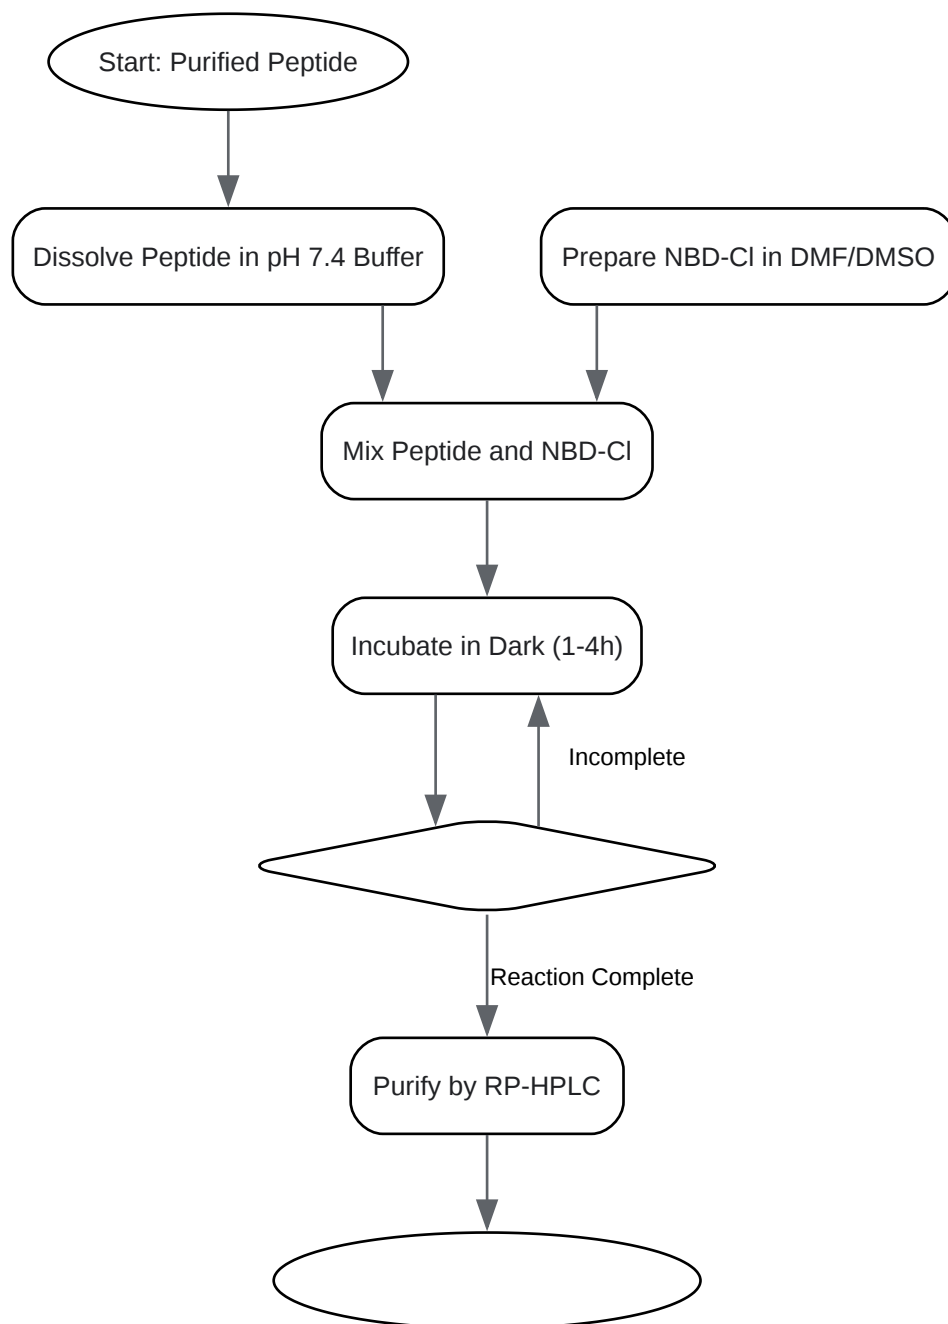 Start: Purified Peptide
Dissolve Peptide in pH 7.4 Buffer
Prepare NBD-Cl in DMF/DMSO
Mix Peptide and NBD-Cl
Incubate in Dark (1-4h)
Incomplete
Reaction Complete
Purify by RP-HPLC